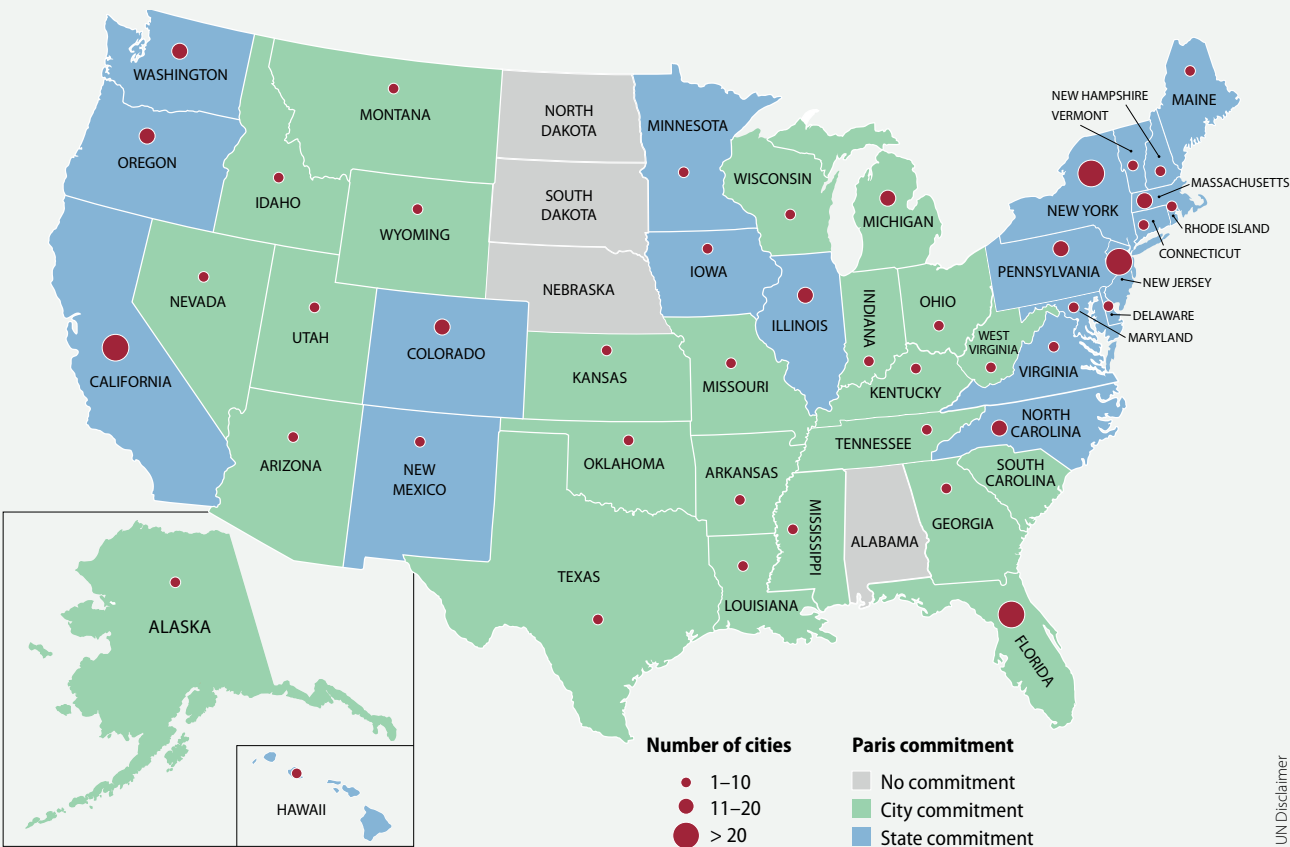 WASHINGTON
OREGON
CALIFORNIA
MONTANA
IDAHO
WYOMING
NEVADA
UTAH
COLORADO
ARIZONA
NEW
MEXICO
NORTH
DAKOTA
SOUTH
DAKOTA
NEBRASKA
KANSAS
OKLAHOMA
TEXAS
MINNESOTA
IOWA
MISSOURI
ARKANSAS
LOUISIANA
WISCONSIN
ILLINOIS
MICHIGAN
INDIANA
OHIO
KENTUCKY
TENNESSEE
MISSISSIPPI
ALABAMA
GEORGIA
FLORIDA
SOUTH
CAROLINA
NORTH
CAROLINA
WEST
VIRGINIA
VIRGINIA
PENNSYLVANIA
NEW YORK
NEW HAMPSHIRE
VERMONT
MAINE
MASSACHUSETTS
RHODE ISLAND
CONNECTICUT
NEW JERSEY
DELAWARE
MARYLAND
ALASKA
HAWAII
Number of cities
1–10
11–20
> 20
Paris commitment
No commitment
City commitment
State commitment
UN Disclaimer